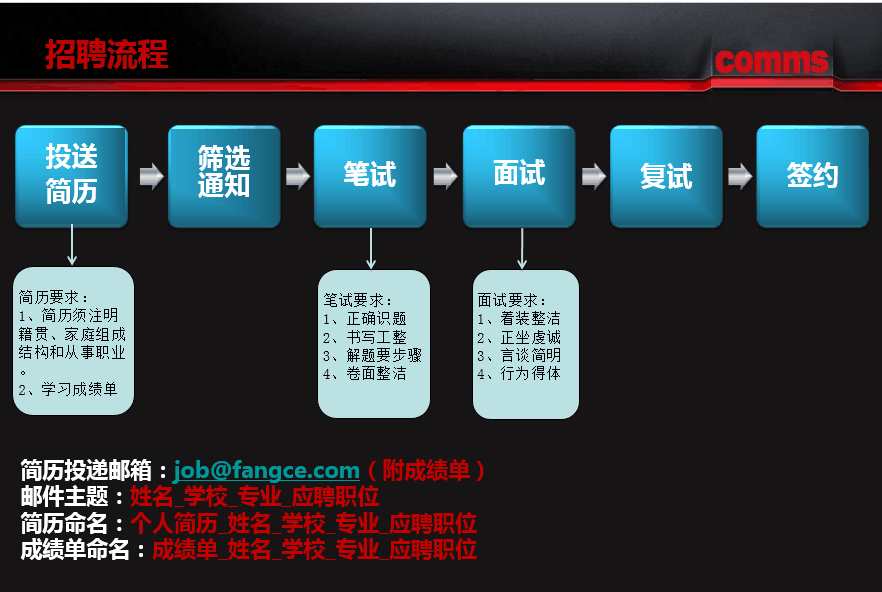 招聘流程
comms
投送
简历
筛选
通知
笔试
面试
复试
签约
简历要求：
1、简历须注明
籍贯、家庭组成
结构和从事职业
。
2、学习成绩单
笔试要求：
1、正确识题
2、书写工整
3、解题要步骤
4、卷面整洁
面试要求：
1、着装整洁
2、正坐虔诚
3、言谈简明
4、行为得体
简历投递邮箱：job@fangce.com（附成绩单）
邮件主题：姓名_学校_专业_应聘职位
简历命名：个人简历_姓名_学校_专业_应聘职位
成绩单命名：成绩单_姓名_学校_专业_应聘职位